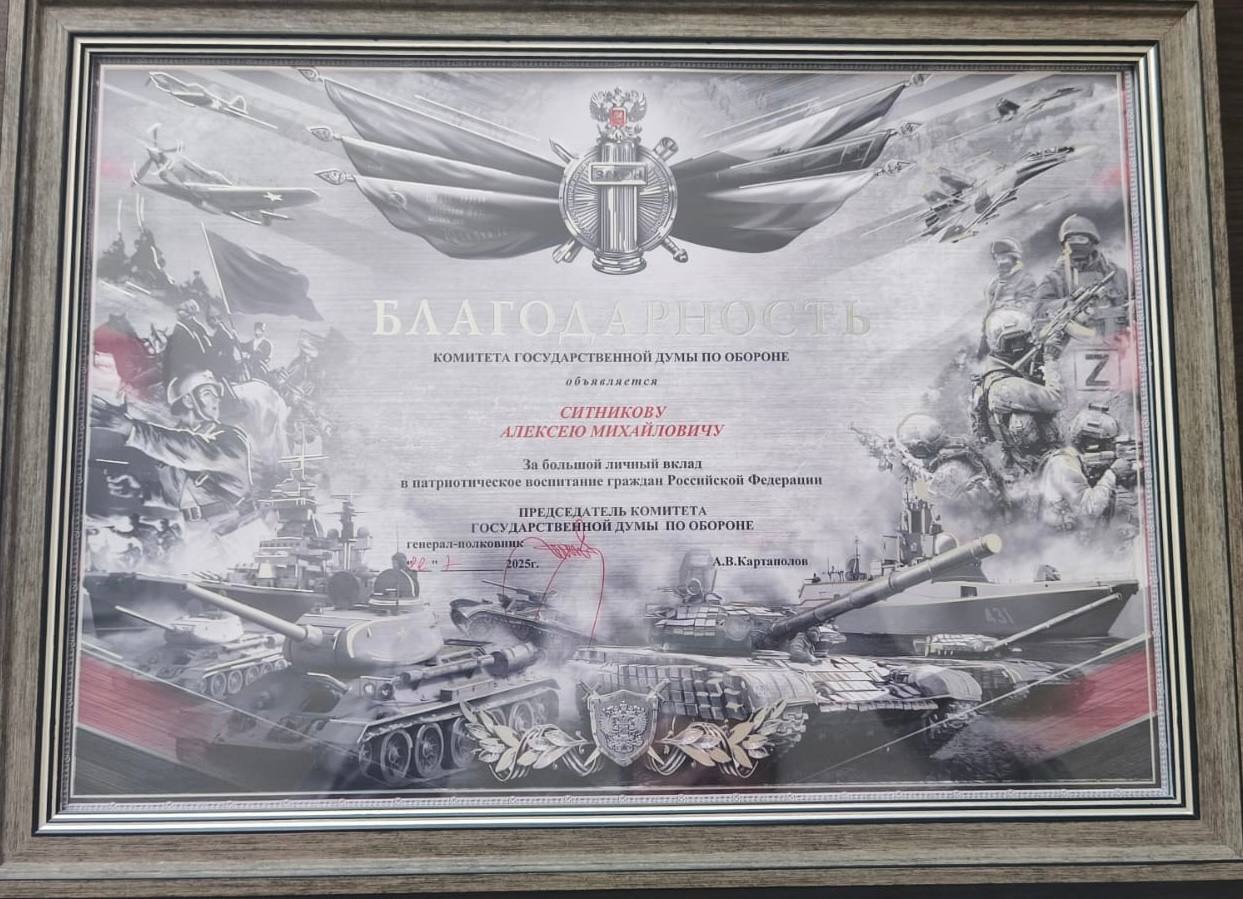 ЗАКОН
БЛАГОДАРНОСТЬ
КОМИТЕТА ГОСУДАРСТВЕННОЙ ДУМЫ ПО ОБОРОНЕ
объявляется
СИТНИКОВУ
АЛЕКСЕЮ МИХАЙЛОВИЧУ
Z
За большой личный вклад
в патриотическое воспитание граждан Российской Федерации
ПРЕДСЕДАТЕЛЬ КОМИТЕТА
ГОСУДАРСТВЕННОЙ ДУМЫ ПО ОБОРОНЕ
генерал-полковник
" " 2025г. А.В.Картаполов
431